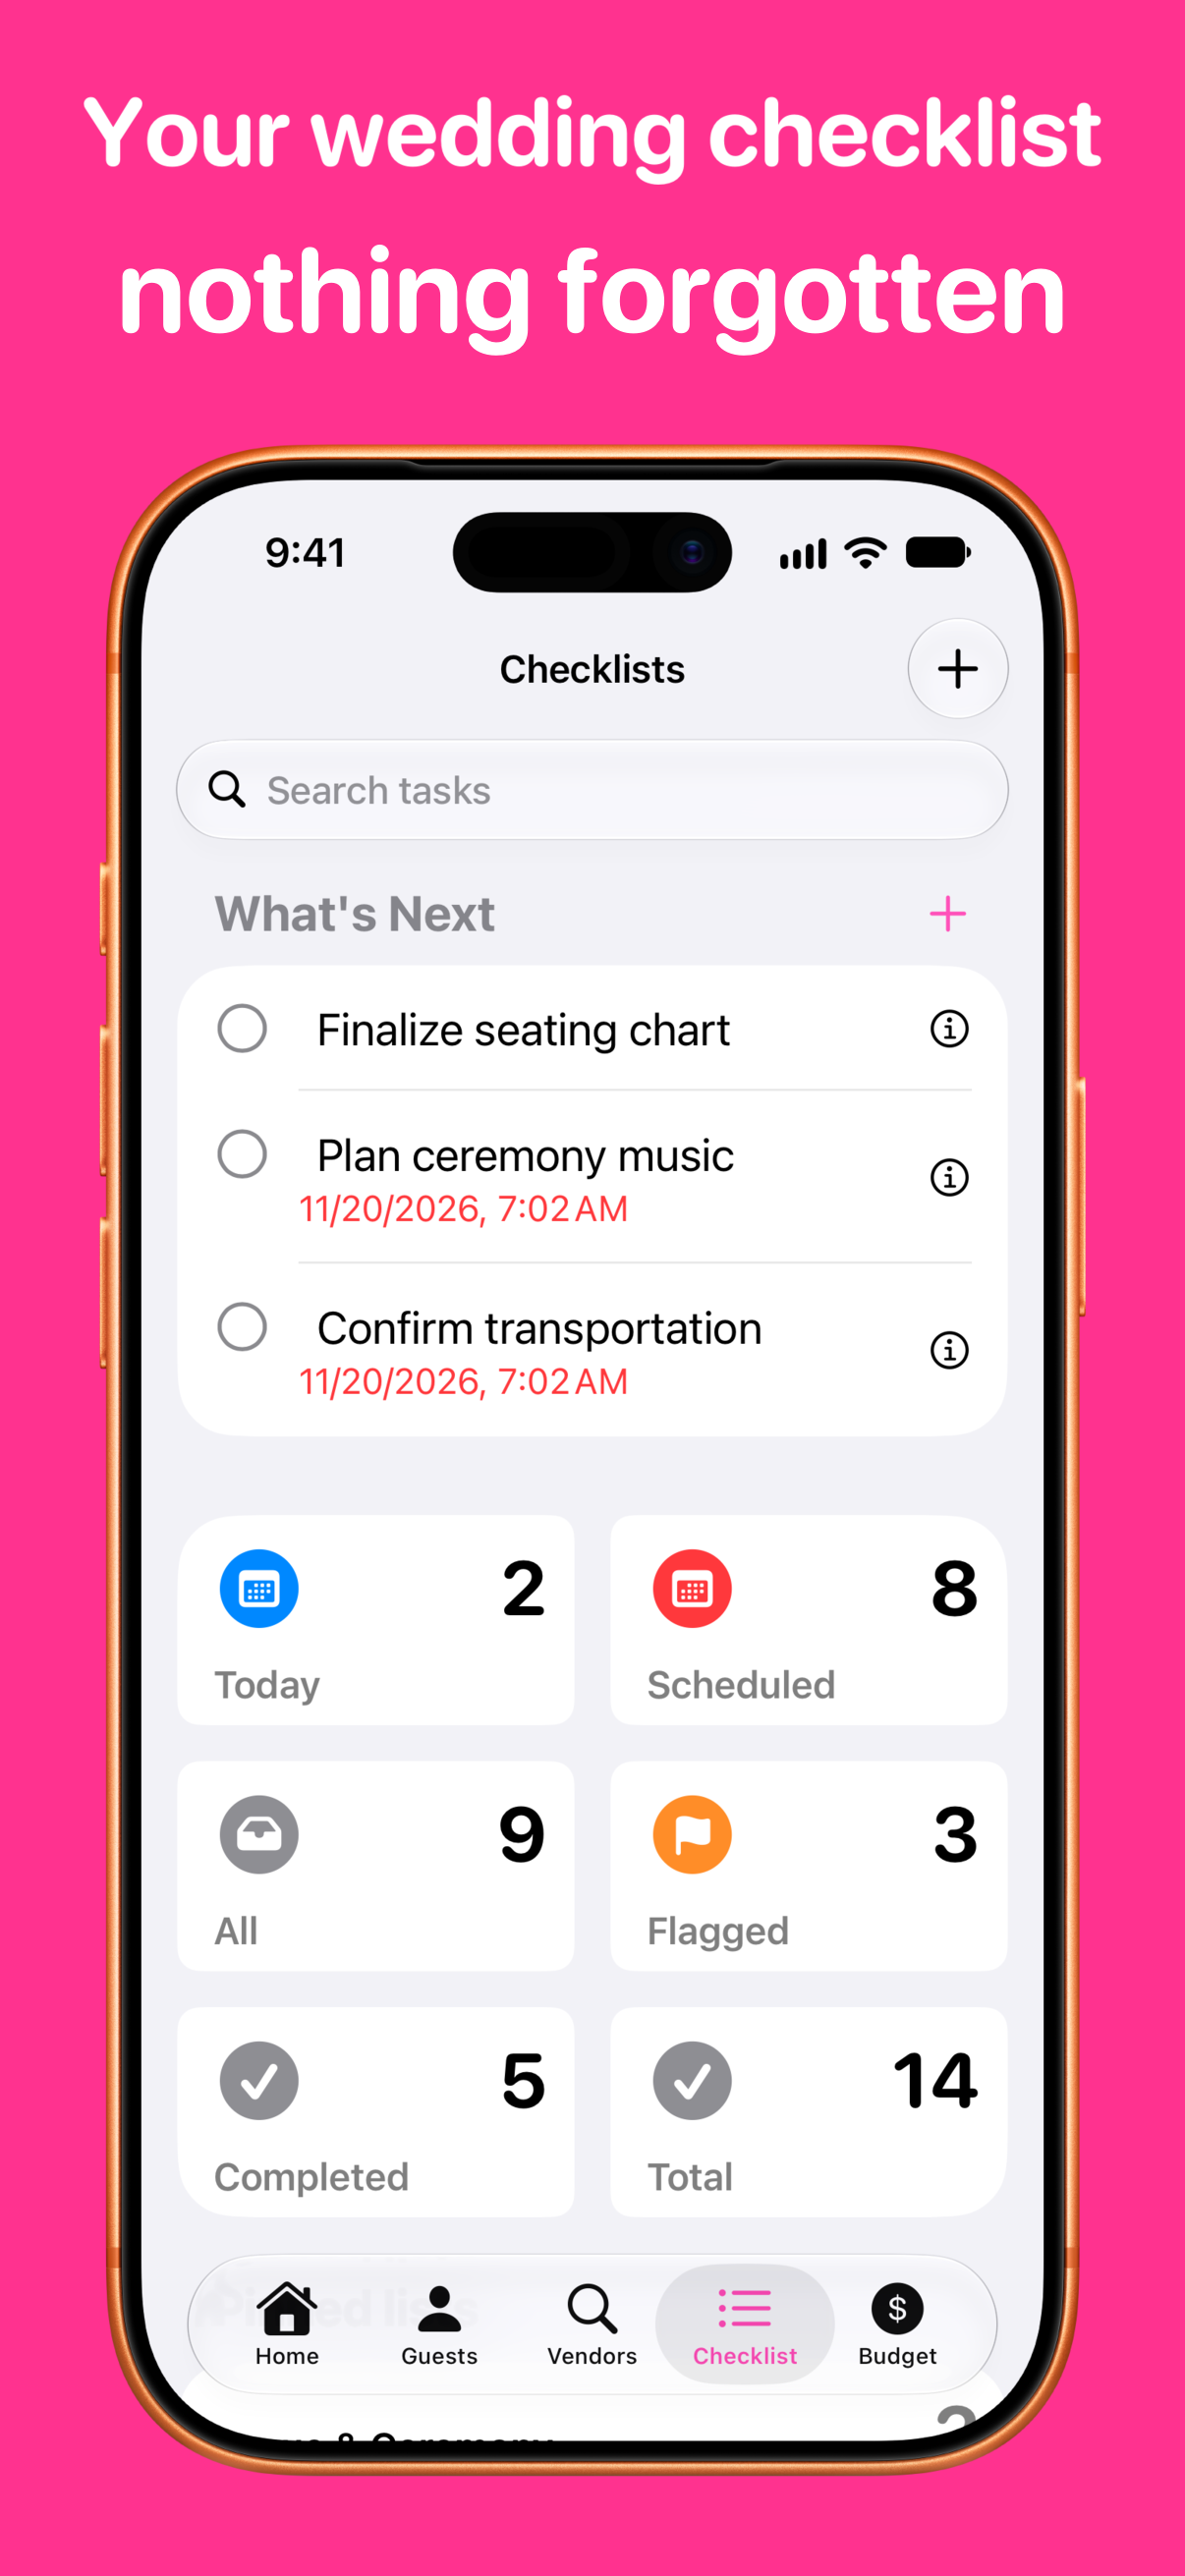 Your wedding checklist
nothing forgotten
9:41
Checklists
Search tasks
What's Next
Finalize seating chart
Plan ceremony music
11/20/2026, 7:02 AM
Confirm transportation
11/20/2026, 7:02 AM
2
8
Today
Scheduled
9
3
All
Flagged
5
14
Completed
Total
Home
Guests
Vendors
Checklist
Budget
& Ceremony